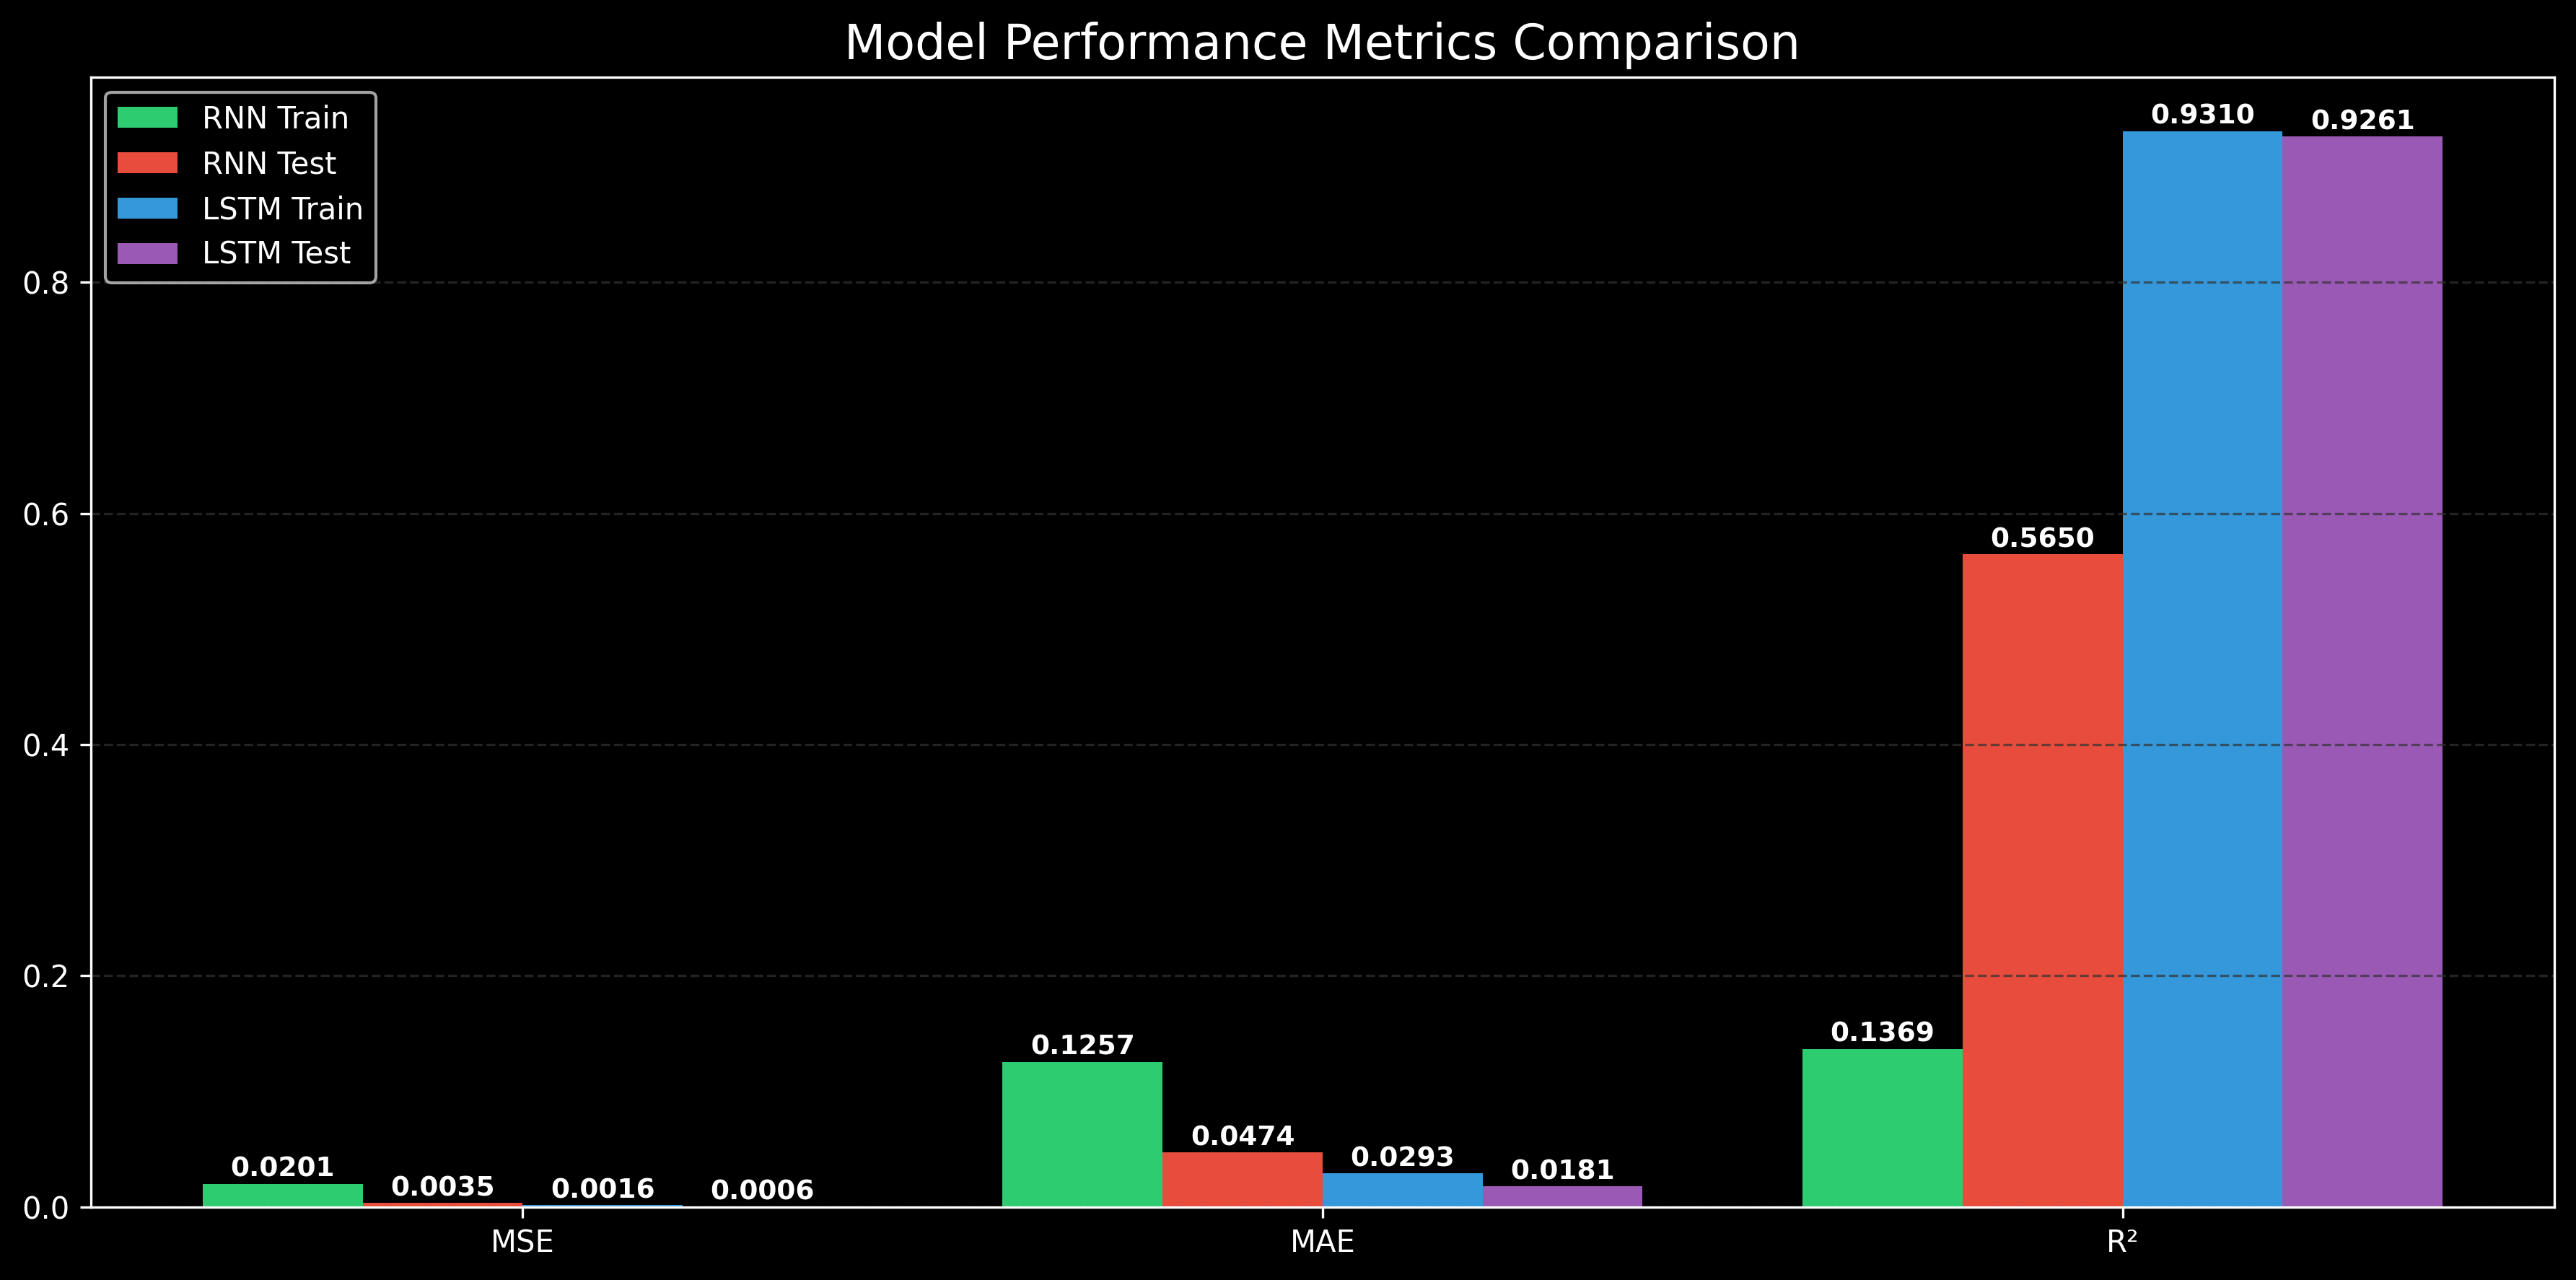 Model Performance Metrics Comparison
RNN Train
RNN Test
LSTM Train
LSTM Test
0.8
0.6
0.4
0.2
0.0
0.0201
0.0035
0.0016
0.0006
0.1257
0.0474
0.0293
0.0181
0.1369
0.5650
0.9310
0.9261
MSE
MAE
R²